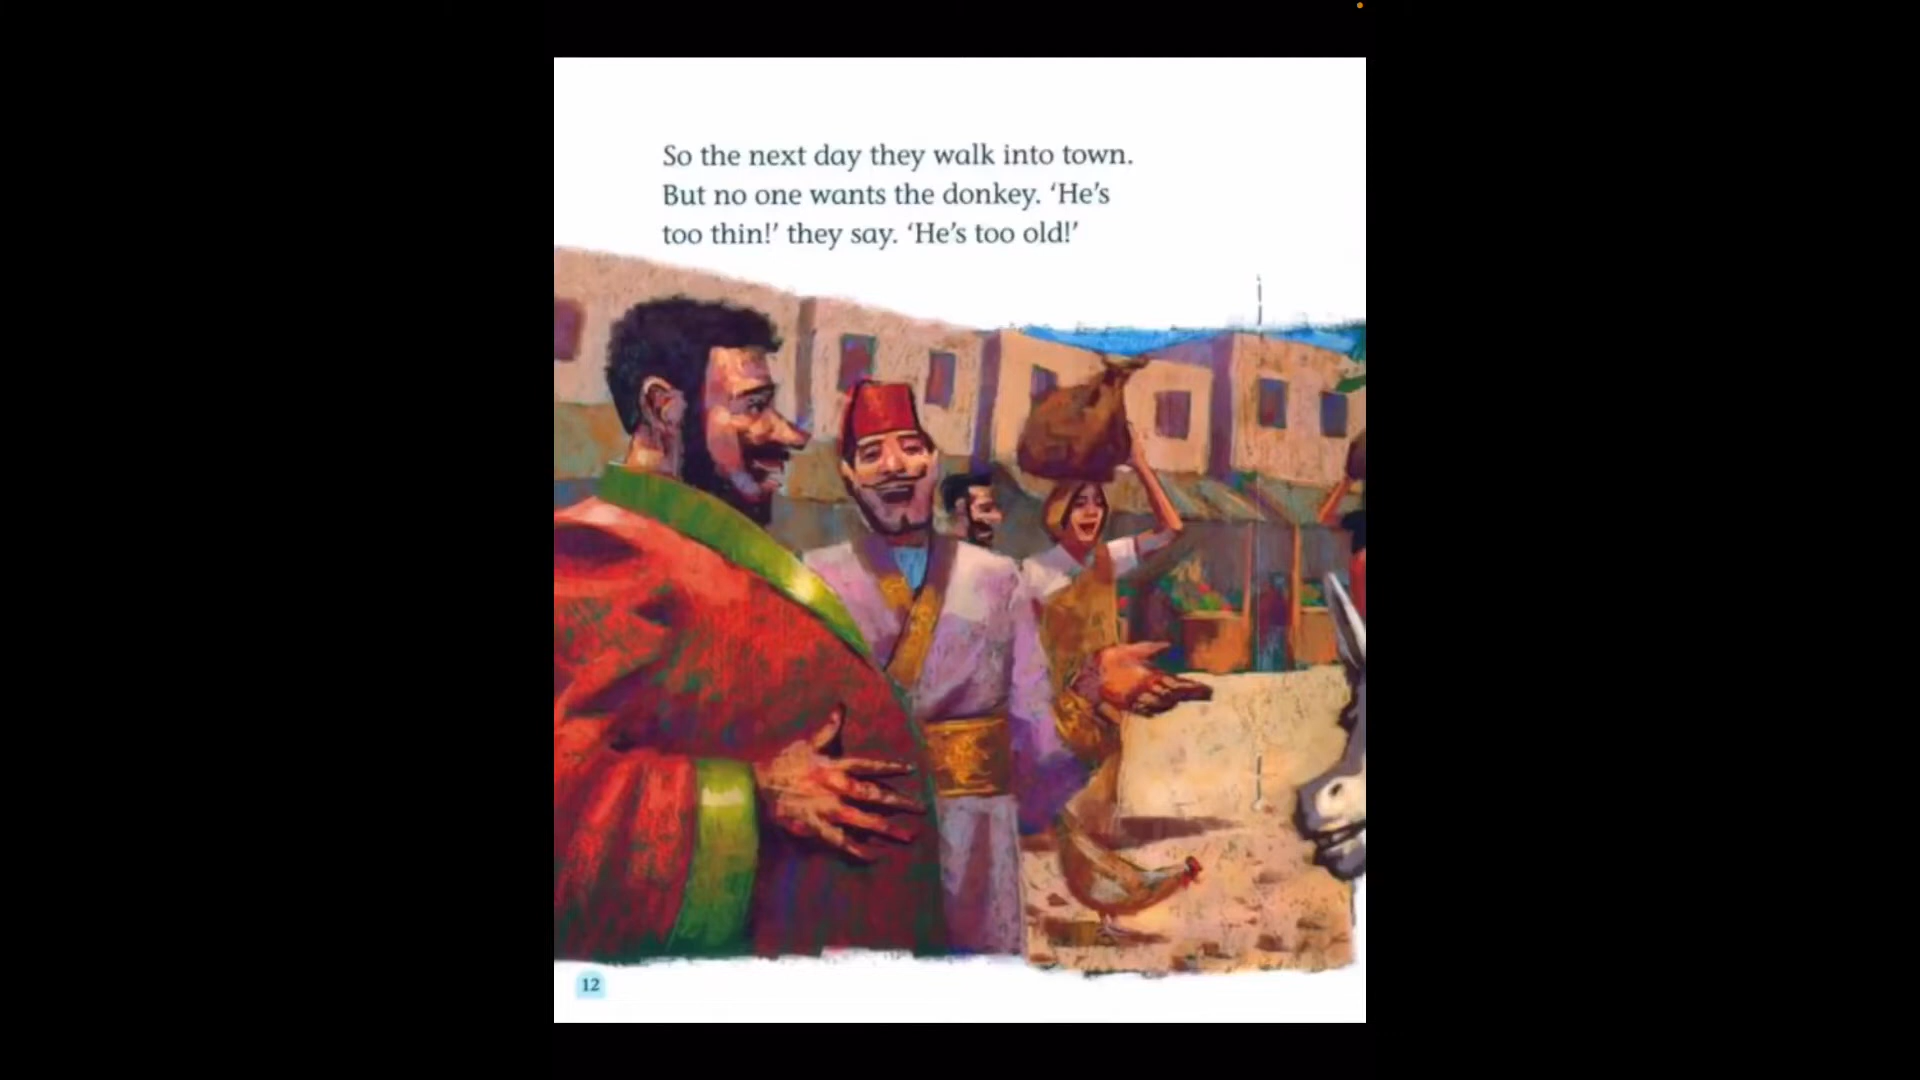 So the next day they walk into town.
But no one wants the donkey. ‘He’s
too thin!’ they say. ‘He’s too old!’
12